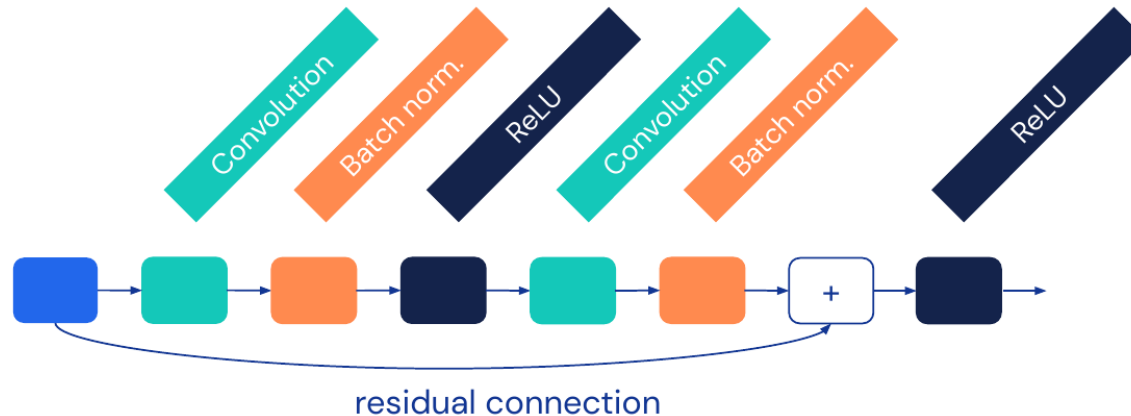 Convolution
Batch norm.
ReLU
Convolution
Batch norm.
ReLU
+
residual connection